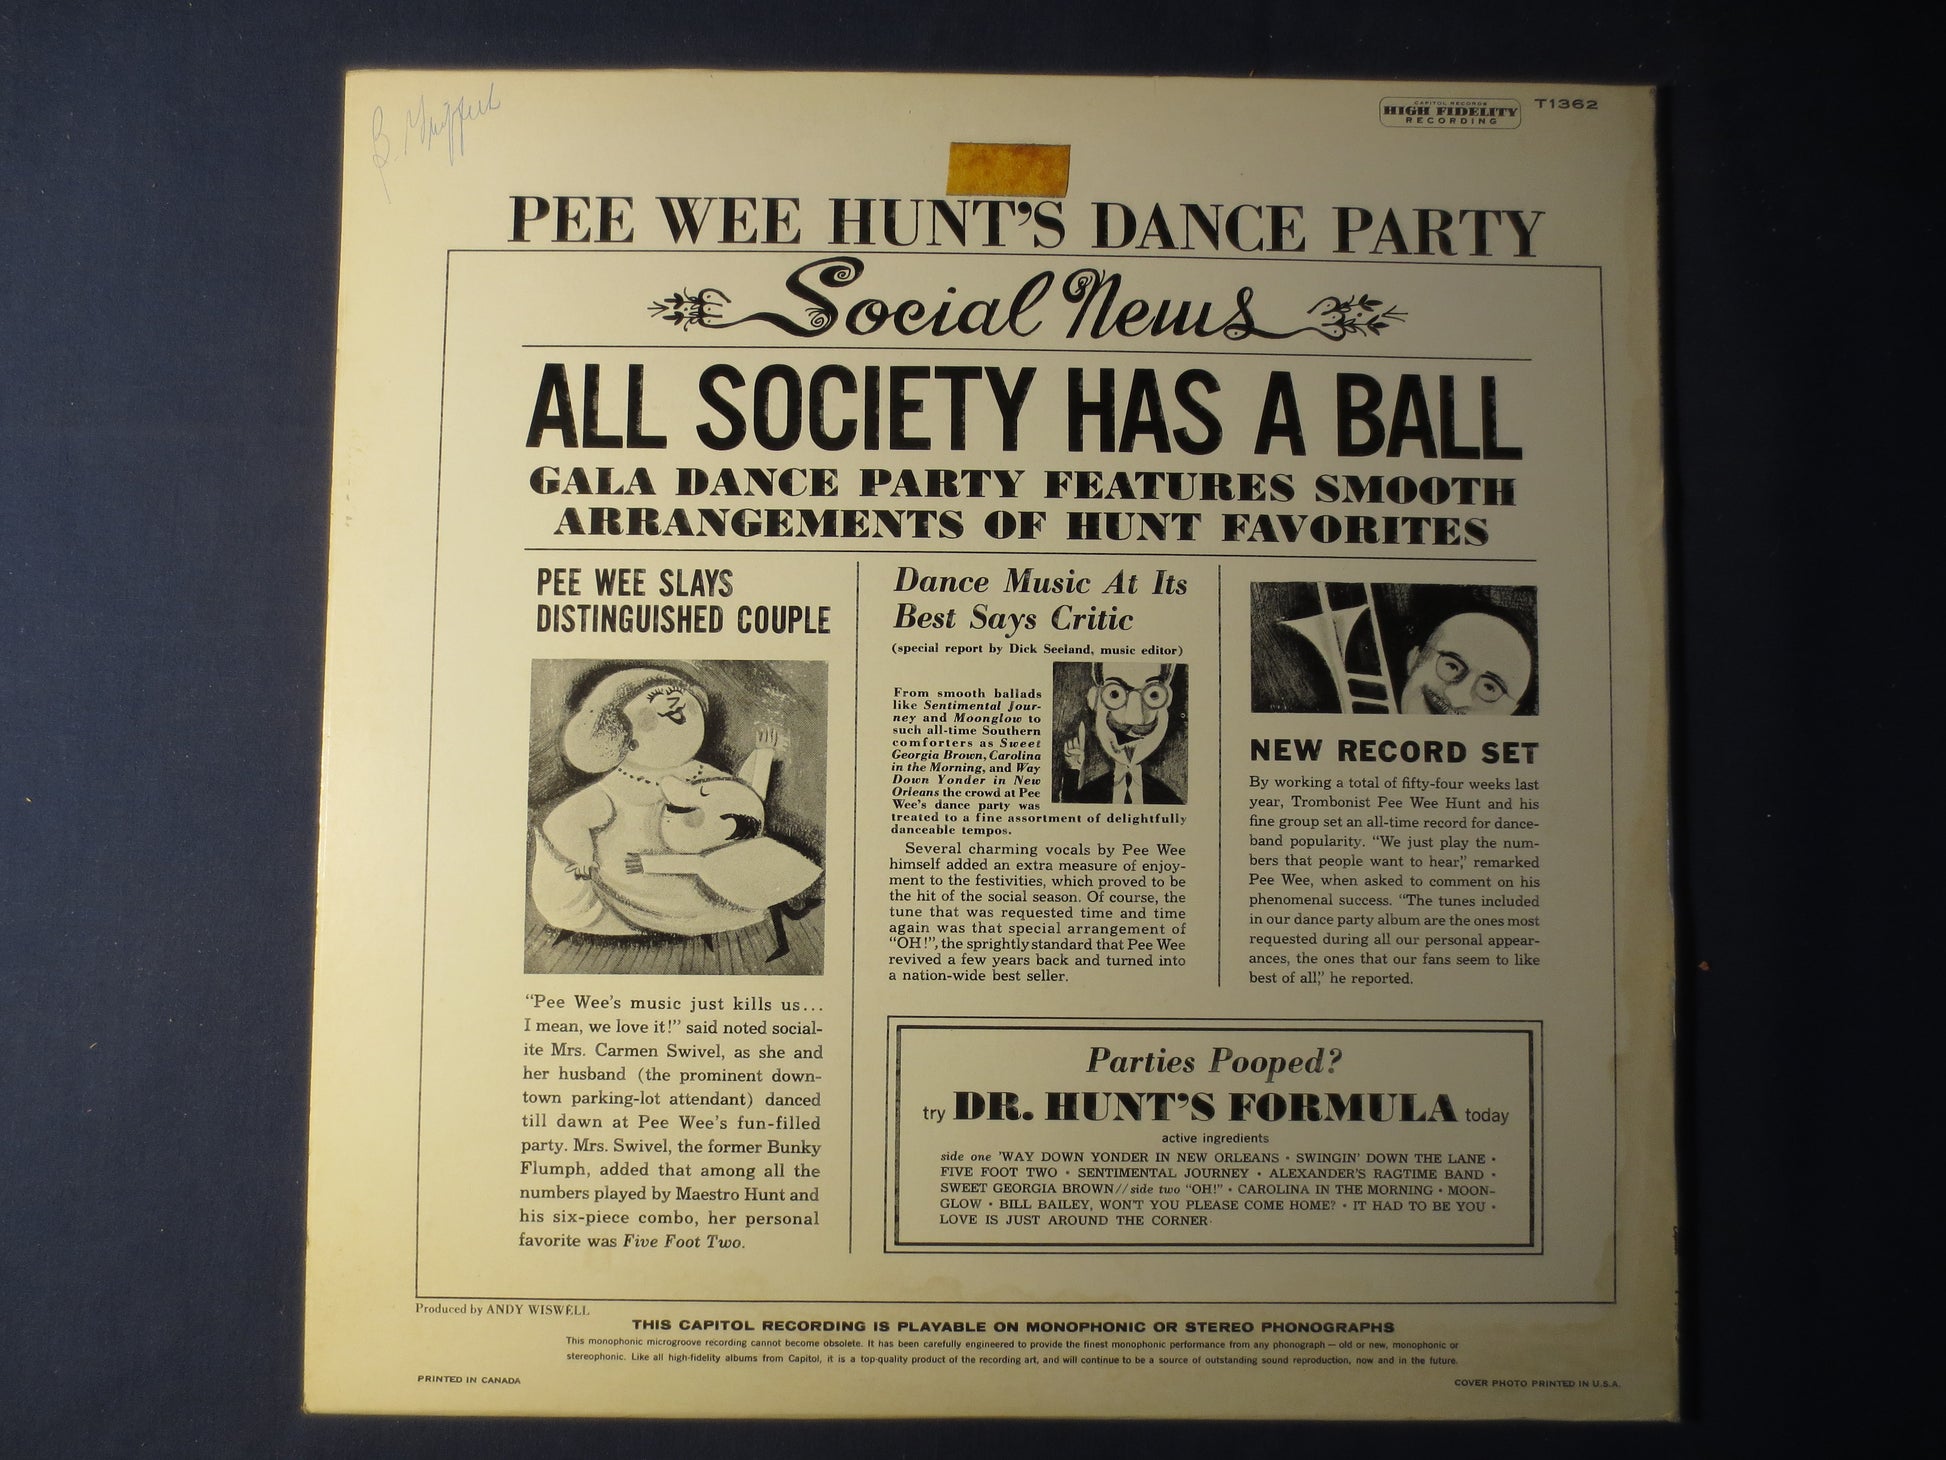 CAPITOL RECORDS
HIGH FIDELITY
RECORDING
T1362
PEE WEE HUNT'S DANCE PARTY
Social News
ALL SOCIETY HAS A BALL
GALA DANCE PARTY FEATURES SMOOTH
ARRANGEMENTS OF HUNT FAVORITES
PEE WEE SLAYS
DISTINGUISHED COUPLE
"Pee Wee's music just kills us...
I mean, we love it!" said noted social-
ite Mrs. Carmen Swivel, as she and
her husband (the prominent down-
town parking-lot attendant) danced
till dawn at Pee Wee's fun-filled
party. Mrs. Swivel, the former Bunky
Flumph, added that among all the
numbers played by Maestro Hunt and
his six-piece combo, her personal
favorite was Five Foot Two.
Dance Music At Its
Best Says Critic
(special report by Dick Seeland, music editor)
From smooth ballads
like Sentimental Jour-
ney and Moonglow to
such all-time Southern
comforters as Sweet
Georgia Brown, Carolina
in the Morning, and Way
Down Yonder in New
Orleans the crowd at Pee
Wee's dance party was
treated to a fine assortment of delightfully
danceable tempos.
Several charming vocals by Pee Wee
himself added an extra measure of enjoy-
ment to the festivities, which proved to be
the hit of the social season. Of course, the
tune that was requested time and time
again was that special arrangement of
"OH!", the sprightly standard that Pee Wee
revived a few years back and turned into
a nation-wide best seller.
NEW RECORD SET
By working a total of fifty-four weeks last
year, Trombonist Pee Wee Hunt and his
fine group set an all-time record for dance-
band popularity. "We just play the num-
bers that people want to hear," remarked
Pee Wee, when asked to comment on his
phenomenal success. "The tunes included
in our dance party album are the ones most
requested during all our personal appear-
ances, the ones that our fans seem to like
best of all," he reported.
Parties Pooped?
try DR. HUNT'S FORMULA today
active ingredients
side one 'WAY DOWN YONDER IN NEW ORLEANS • SWINGIN' DOWN THE LANE •
FIVE FOOT TWO • SENTIMENTAL JOURNEY • ALEXANDER'S RAGTIME BAND •
SWEET GEORGIA BROWN // side two "OH!" • CAROLINA IN THE MORNING • MOON-
GLOW • BILL BAILEY, WON'T YOU PLEASE COME HOME? • IT HAD TO BE YOU •
LOVE IS JUST AROUND THE CORNER
Produced by ANDY WISWELL
THIS CAPITOL RECORDING IS PLAYABLE ON MONOPHONIC OR STEREO PHONOGRAPHS
This monophonic microgroove recording cannot become obsolete. It has been carefully engineered to provide the finest monophonic performance from any phonograph — old or new, monophonic or
stereophonic. Like all high-fidelity albums from Capitol, it is a top-quality product of the recording art, and will continue to be a source of outstanding sound reproduction, now and in the future.
PRINTED IN CANADA
COVER PHOTO PRINTED IN U.S.A.